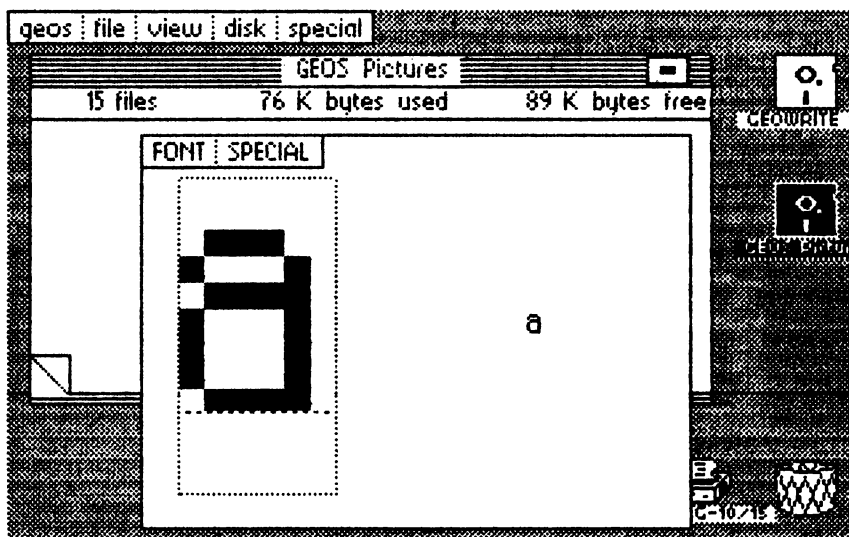 geos file view disk special
GEOS Pictures
15 files 76 K bytes used 89 K bytes free
GEOWRITE
FONT SPECIAL
a
a